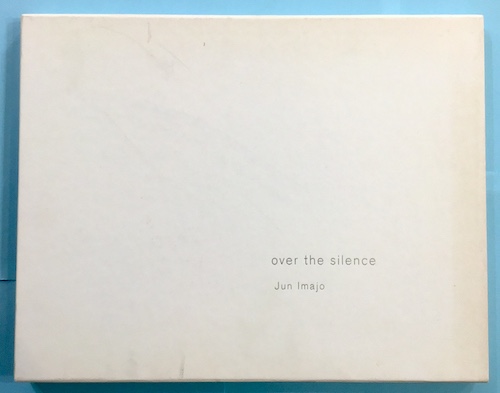 over the silence
Jun Imajo